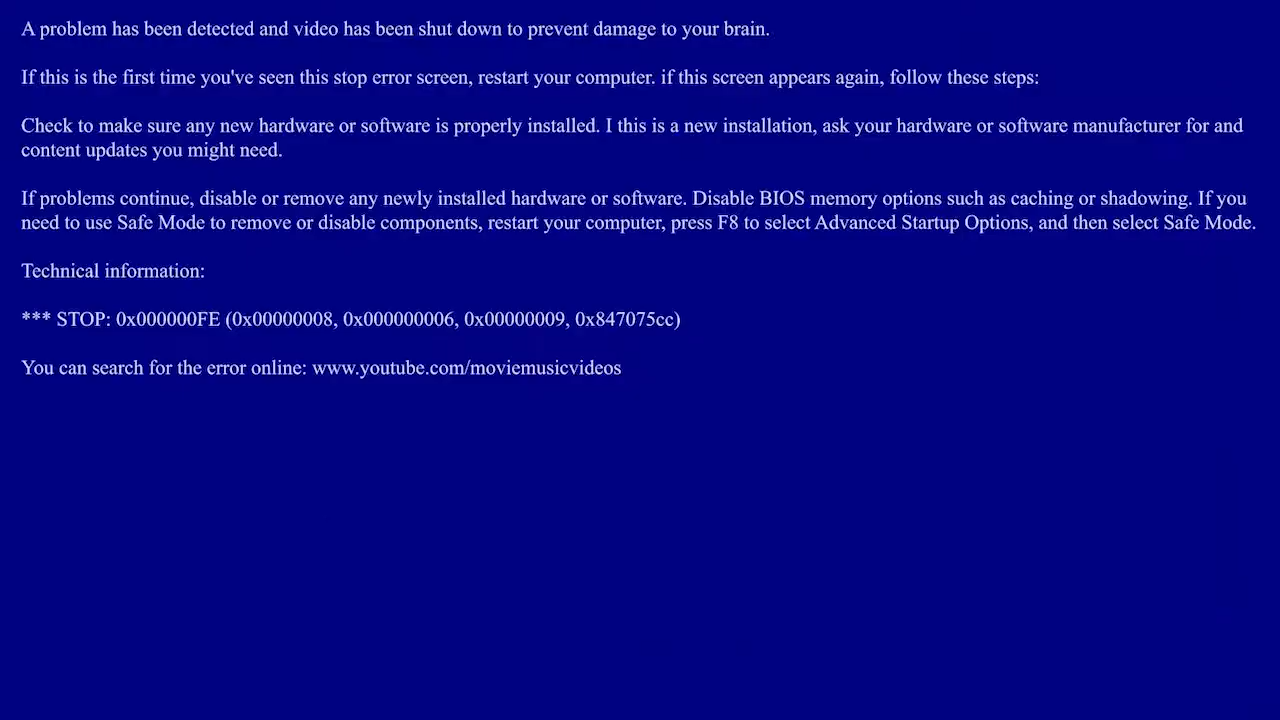 A problem has been detected and video has been shut down to prevent damage to your brain.
If this is the first time you've seen this stop error screen, restart your computer. if this screen appears again, follow these steps:
Check to make sure any new hardware or software is properly installed. I this is a new installation, ask your hardware or software manufacturer for and
content updates you might need.
If problems continue, disable or remove any newly installed hardware or software. Disable BIOS memory options such as caching or shadowing. If you
need to use Safe Mode to remove or disable components, restart your computer, press F8 to select Advanced Startup Options, and then select Safe Mode.
Technical information:
*** STOP: 0x000000FE (0x00000008, 0x000000006, 0x00000009, 0x847075cc)
You can search for the error online: www.youtube.com/moviemusicvideos